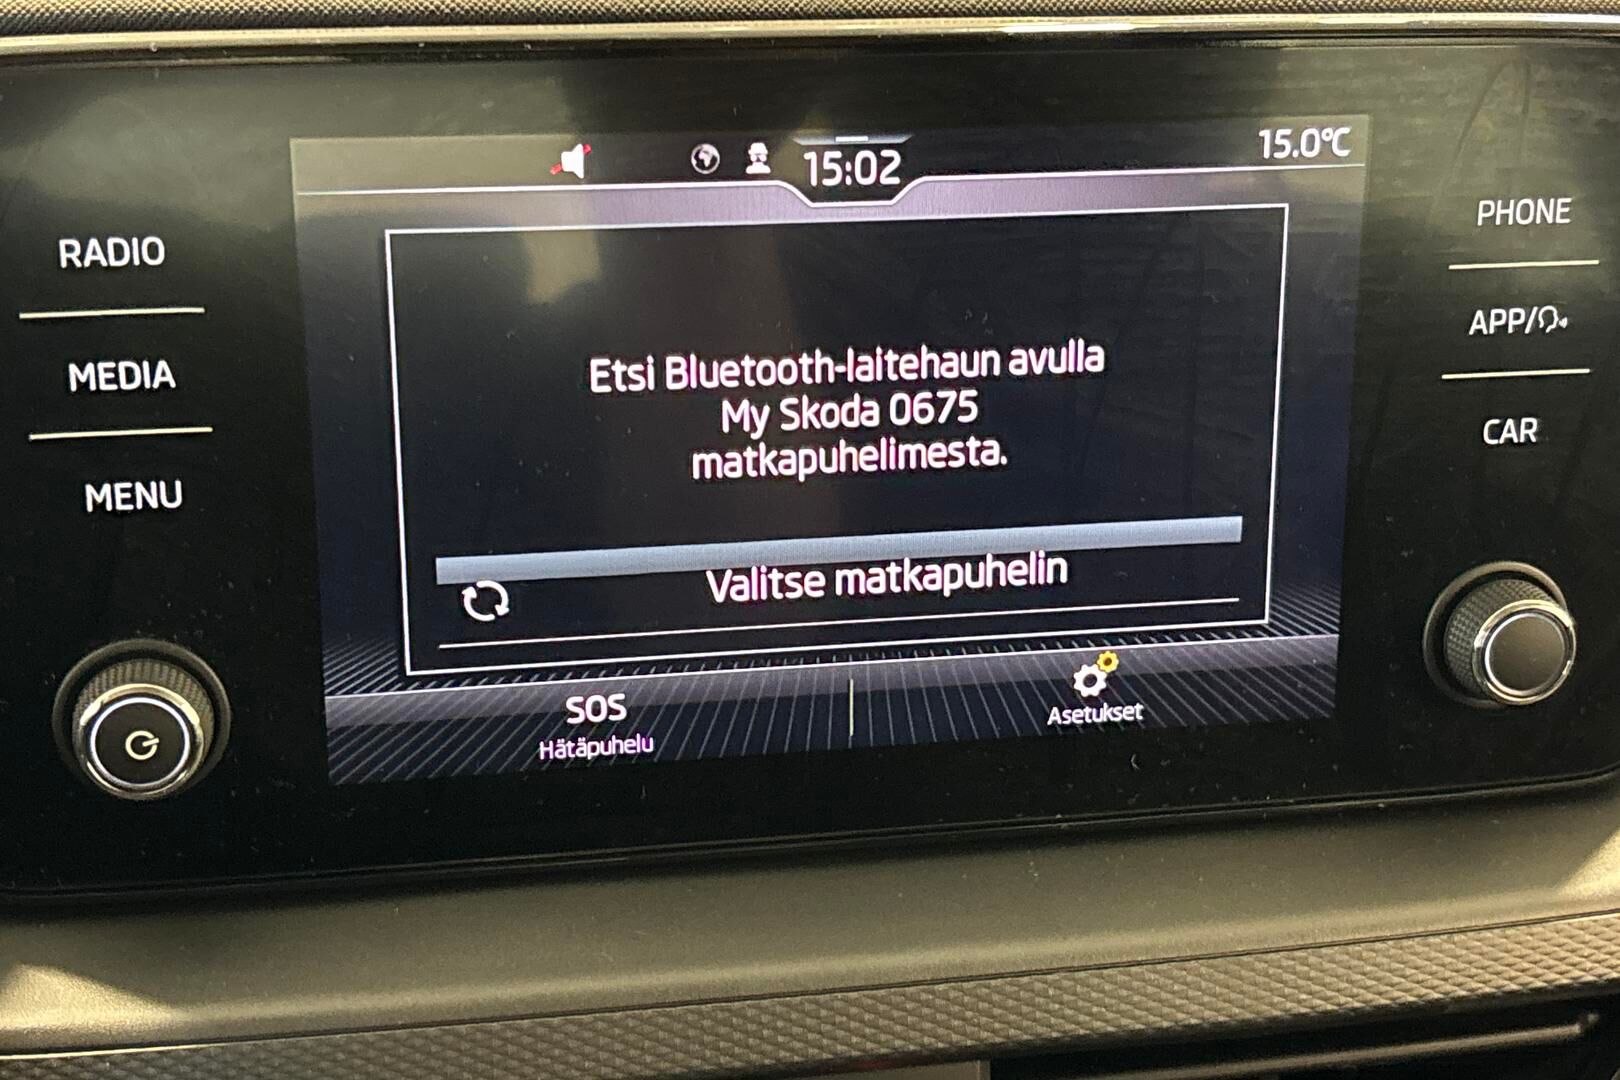 15:02
15.0°C
RADIO
MEDIA
MENU
PHONE
APP/
CAR
Etsi Bluetooth-laitehaun avulla
My Skoda 0675
matkapuhelimesta.
Valitse matkapuhelin
SOS
Hätäpuhelu
Asetukset